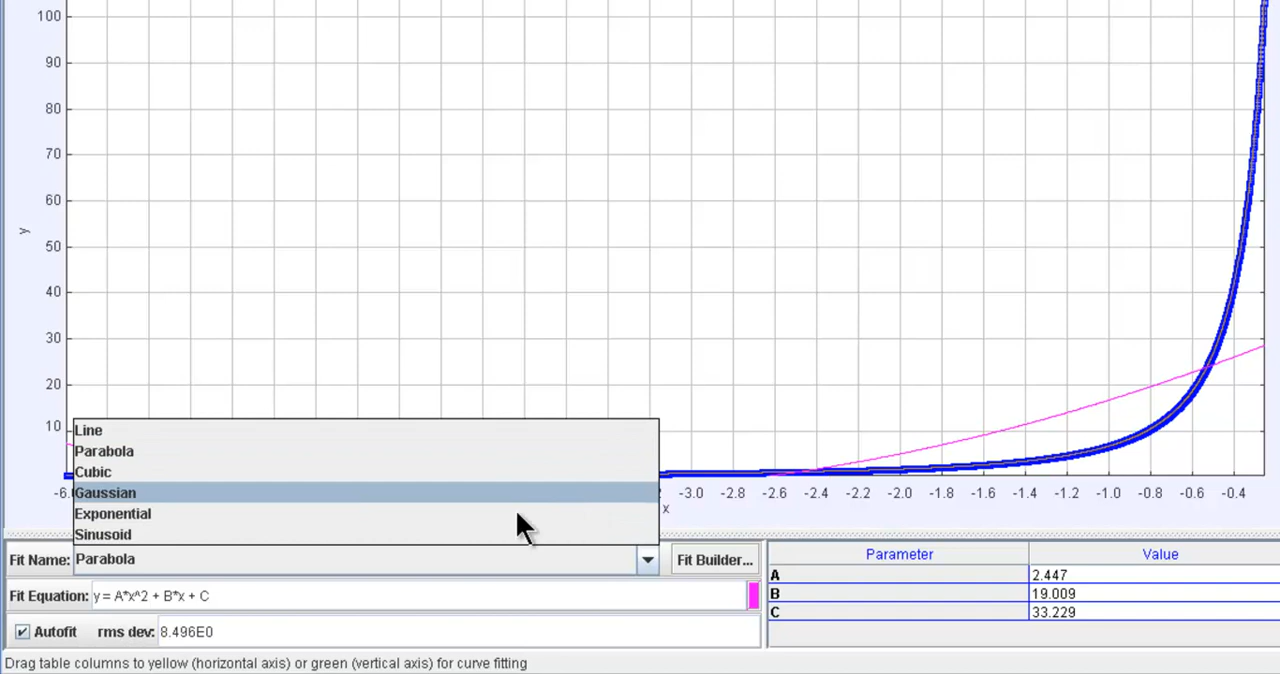 100
90
80
70
60
50
40
30
20
10
y
-3.0 -2.8 -2.6 -2.4 -2.2 -2.0 -1.8 -1.6 -1.4 -1.2 -1.0 -0.8 -0.6 -0.4
x
Line
Parabola
Cubic
Gaussian
Exponential
Sinusoid
Fit Name: Parabola Fit Builder...
Fit Equation: y = A*x^2 + B*x + C
Autofit rms dev: 8.496E0
Parameter Value
A 2.447
B 19.009
C 33.229
Drag table columns to yellow (horizontal axis) or green (vertical axis) for curve fitting